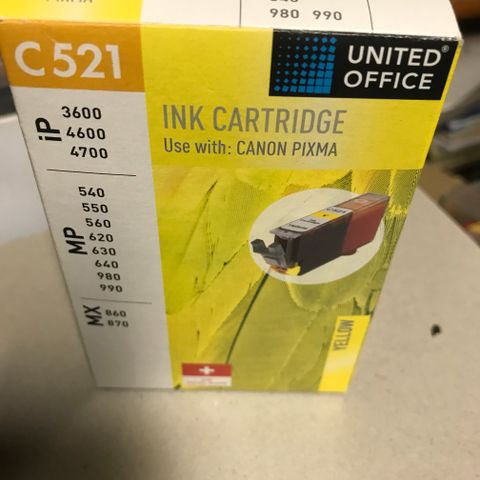 980 990
C521
UNITED
OFFICE®
iP
3600
4600
4700
INK CARTRIDGE
Use with: CANON PIXMA
MP
540
550
560
620
630
640
980
990
MX
860
870
YELLOW